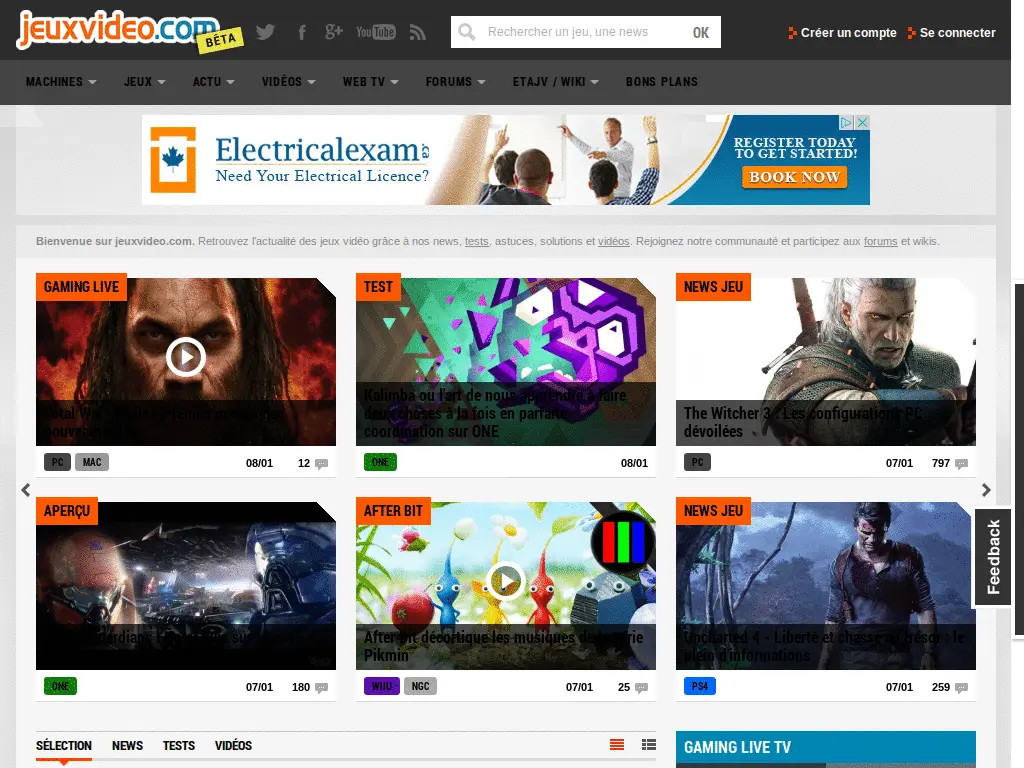 jeuxvideo.com
BÊTA
YouTube
Rechercher un jeu, une news
OK
Créer un compte
Se connecter
MACHINES
JEUX
ACTU
VIDÉOS
WEB TV
FORUMS
ETAJV / WIKI
BONS PLANS
Electricalexam.ca
Need Your Electrical Licence?
REGISTER TODAY
TO GET STARTED!
BOOK NOW
Bienvenue sur jeuxvideo.com. Retrouvez l'actualité des jeux vidéo grâce à nos news, tests, astuces, solutions et vidéos. Rejoignez notre communauté et participez aux forums et wikis.
GAMING LIVE
PC MAC 08/01 12
TEST
Kalimba ou l'art de nous apprendre à faire
deux choses à la fois en parfaite
coordination sur ONE
ONE 08/01
NEWS JEU
The Witcher 3 : Les configurations PC
dévoilées
PC 07/01 797
APERÇU
ONE 07/01 180
AFTER BIT
After bit décortique les musiques de la série
Pikmin
WIIU NGC 07/01 25
NEWS JEU
Uncharted 4 - Liberté et chasse au trésor : le
plein d'informations
PS4 07/01 259
Feedback
SÉLECTION
NEWS
TESTS
VIDÉOS
GAMING LIVE TV